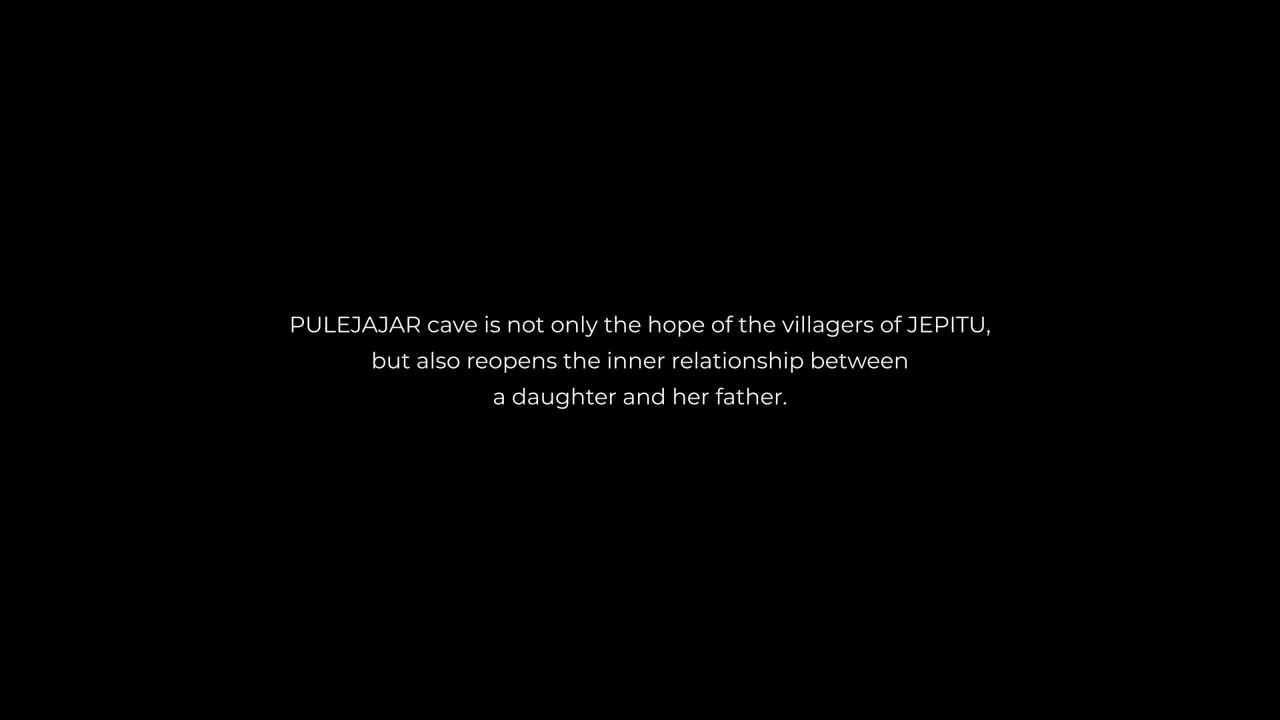 PULEJAJAR cave is not only the hope of the villagers of JEPITU,
but also reopens the inner relationship between
a daughter and her father.